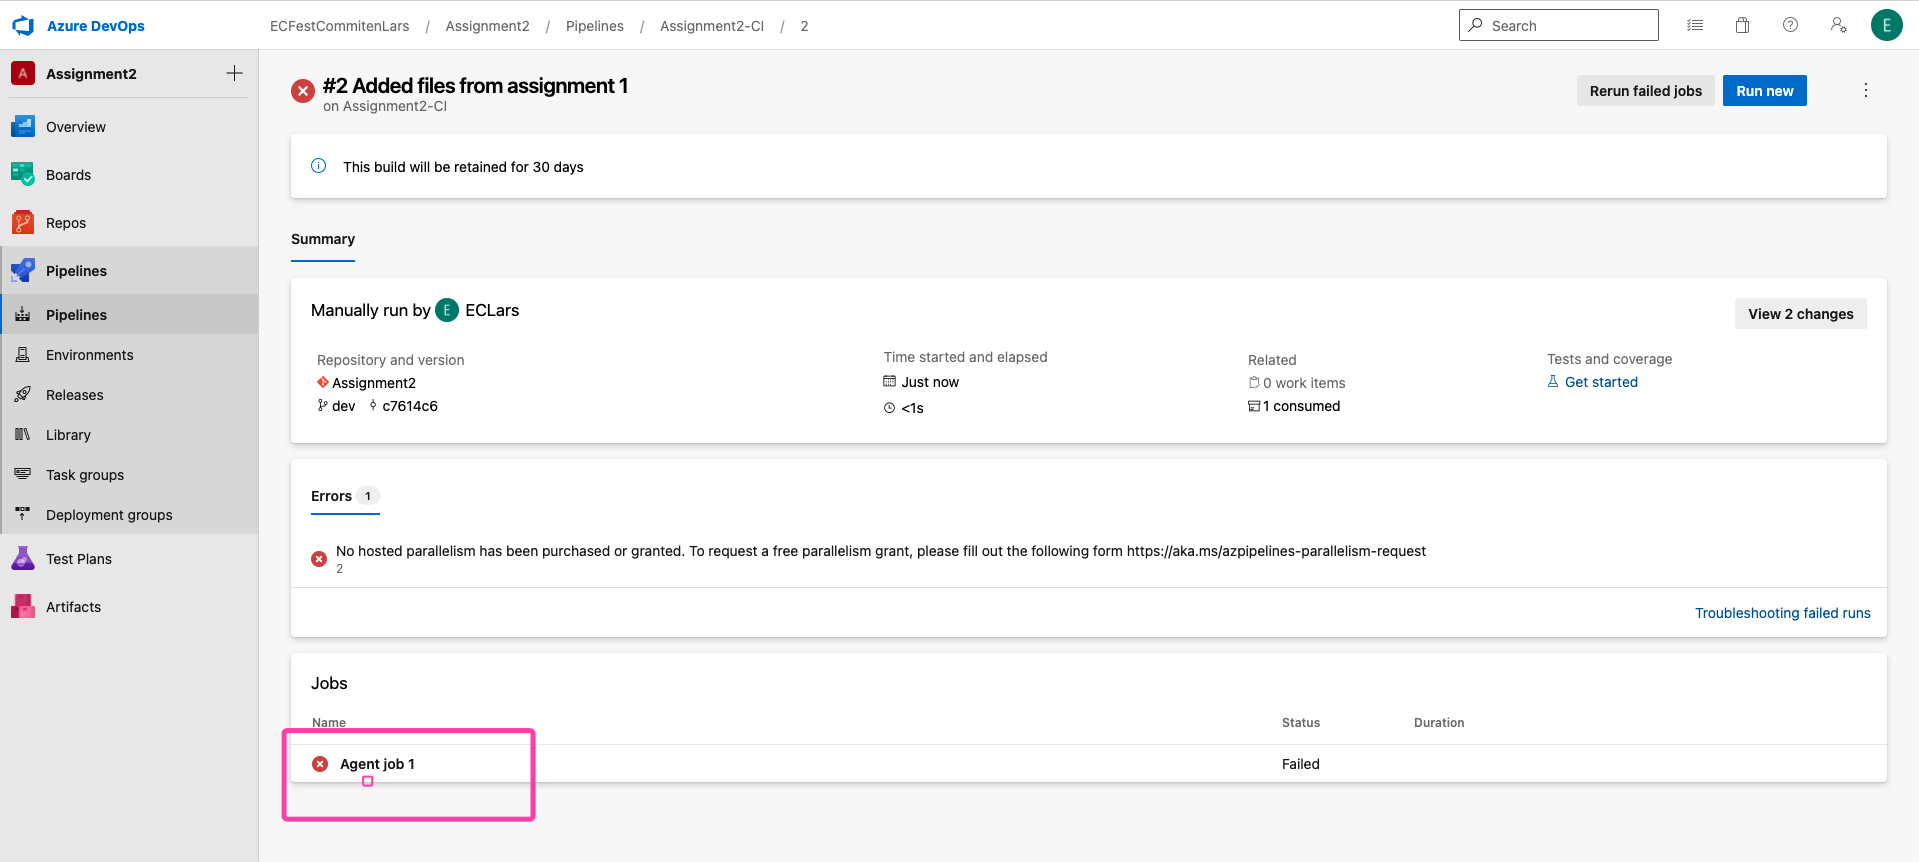 Azure DevOps
ECFestCommitenLars / Assignment2 / Pipelines / Assignment2-CI / 2
Search
E
A Assignment2
Overview
Boards
Repos
Pipelines
Pipelines
Environments
Releases
Library
Task groups
Deployment groups
Test Plans
Artifacts
#2 Added files from assignment 1
on Assignment2-CI
Rerun failed jobs
Run new
This build will be retained for 30 days
Summary
Manually run by E ECLars
View 2 changes
Repository and version
Assignment2
dev c7614c6
Time started and elapsed
Just now
<1s
Related
0 work items
1 consumed
Tests and coverage
Get started
Errors 1
No hosted parallelism has been purchased or granted. To request a free parallelism grant, please fill out the following form https://aka.ms/azpipelines-parallelism-request
2
Troubleshooting failed runs
Jobs
Name Status Duration
Agent job 1 Failed